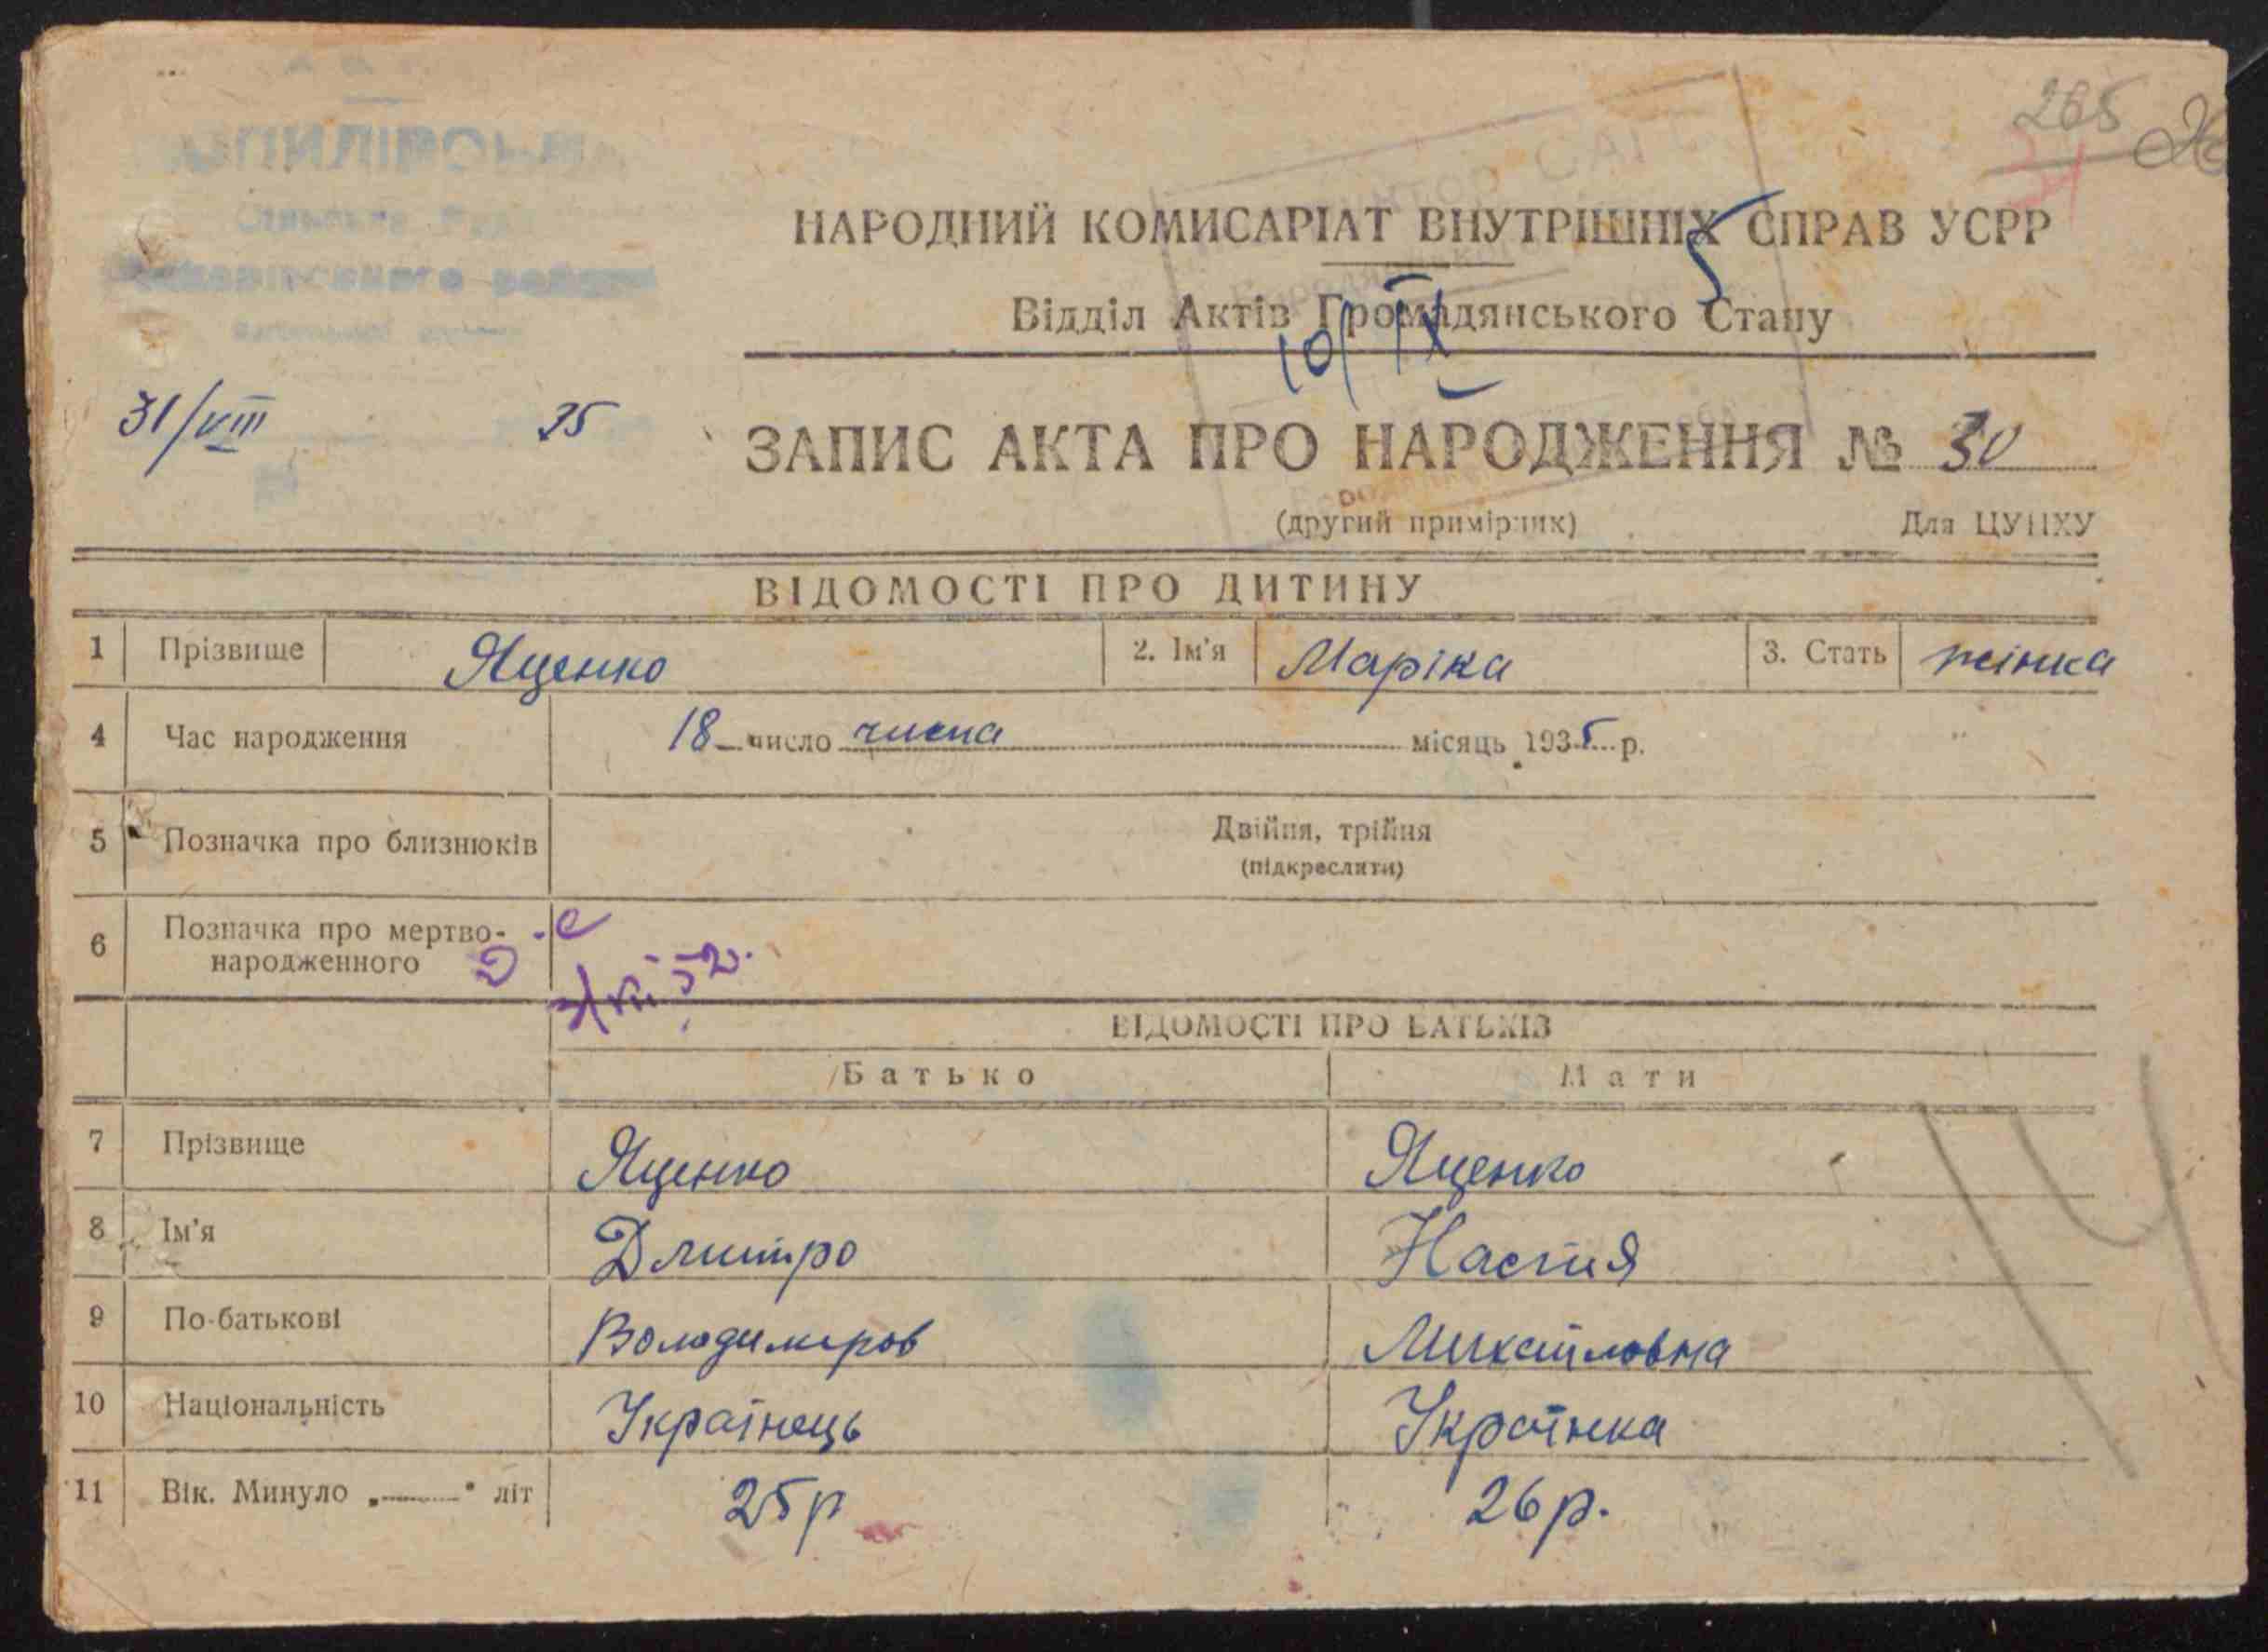 265
НАРОДНИЙ КОМИСАРІАТ ВНУТРІШНІХ СПРАВ УСРР
Відділ Актів Громадянського Стану
10/IX
5
31/VIII 35
ЗАПИС АКТА ПРО НАРОДЖЕННЯ № 30
(другий примірник) Для ЦУНХУ
ВІДОМОСТІ ПРО ДИТИНУ
1 Прізвище Яценко 2. Ім'я Маріка 3. Стать жінка
4 Час народження 18 число числа місяць 1935 р.
5 Позначка про близнюків Двійня, трійня
(підкреслити)
6 Позначка про мертво-
народженного
ВІДОМОСТІ ПРО БАТЬКІВ
Батько Мати
7 Прізвище Яценко Яценко
8 Ім'я Дмитро Настя
9 По-батькові Володимиров Михайловна
10 Національність Українець Українка
11 Вік. Минуло „ " літ 25р 26р.